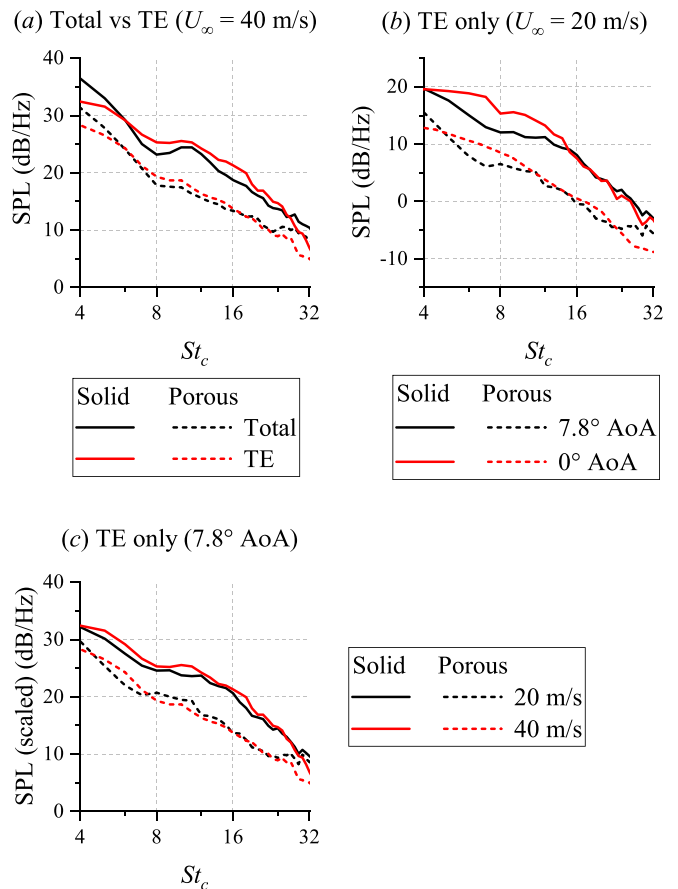 (a) Total vs TE (U∞ = 40 m/s)
SPL (dB/Hz)
40
30
20
10
0
4
8
16
32
St_c
Solid Porous
Total
TE
(b) TE only (U∞ = 20 m/s)
SPL (dB/Hz)
20
10
0
-10
4
8
16
32
St_c
Solid Porous
7.8° AoA
0° AoA
(c) TE only (7.8° AoA)
SPL (scaled) (dB/Hz)
40
30
20
10
0
4
8
16
32
St_c
Solid Porous
20 m/s
40 m/s